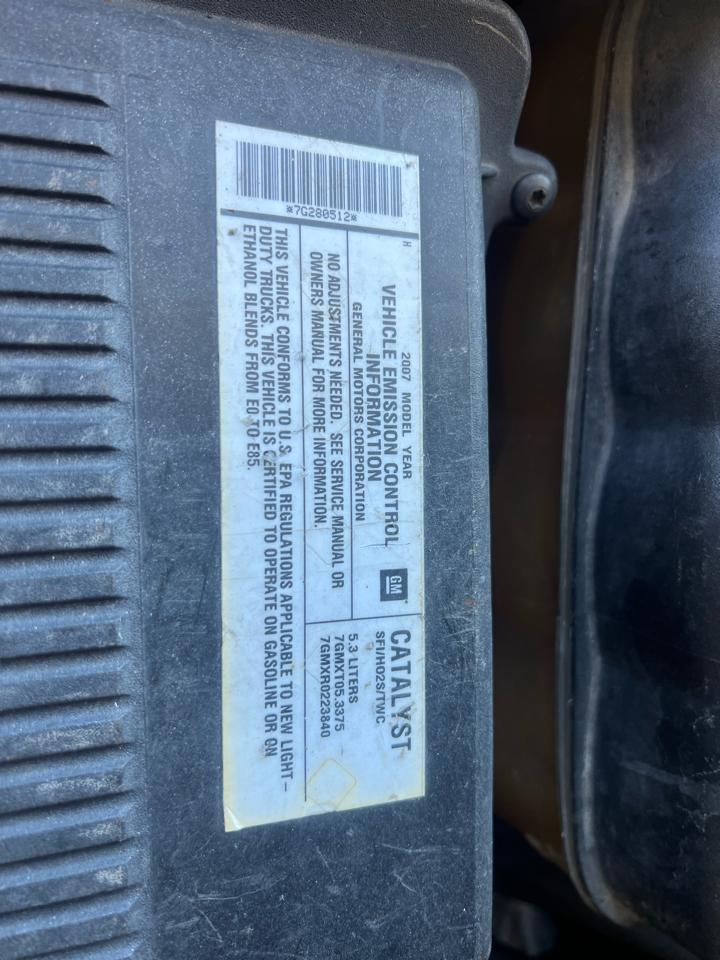 *7G280512*
H
2007 MODEL YEAR
VEHICLE EMISSION CONTROL
INFORMATION
GENERAL MOTORS CORPORATION
GM
NO ADJUSTMENTS NEEDED. SEE SERVICE MANUAL OR
OWNERS MANUAL FOR MORE INFORMATION.
CATALYST
SFI/HO2S/TWC
5.3 LITERS
7GMXT05.3375
7GMXR0223840
THIS VEHICLE CONFORMS TO U.S. EPA REGULATIONS APPLICABLE TO NEW LIGHT-
DUTY TRUCKS. THIS VEHICLE IS CERTIFIED TO OPERATE ON GASOLINE OR ON
ETHANOL BLENDS FROM E0 TO E85.